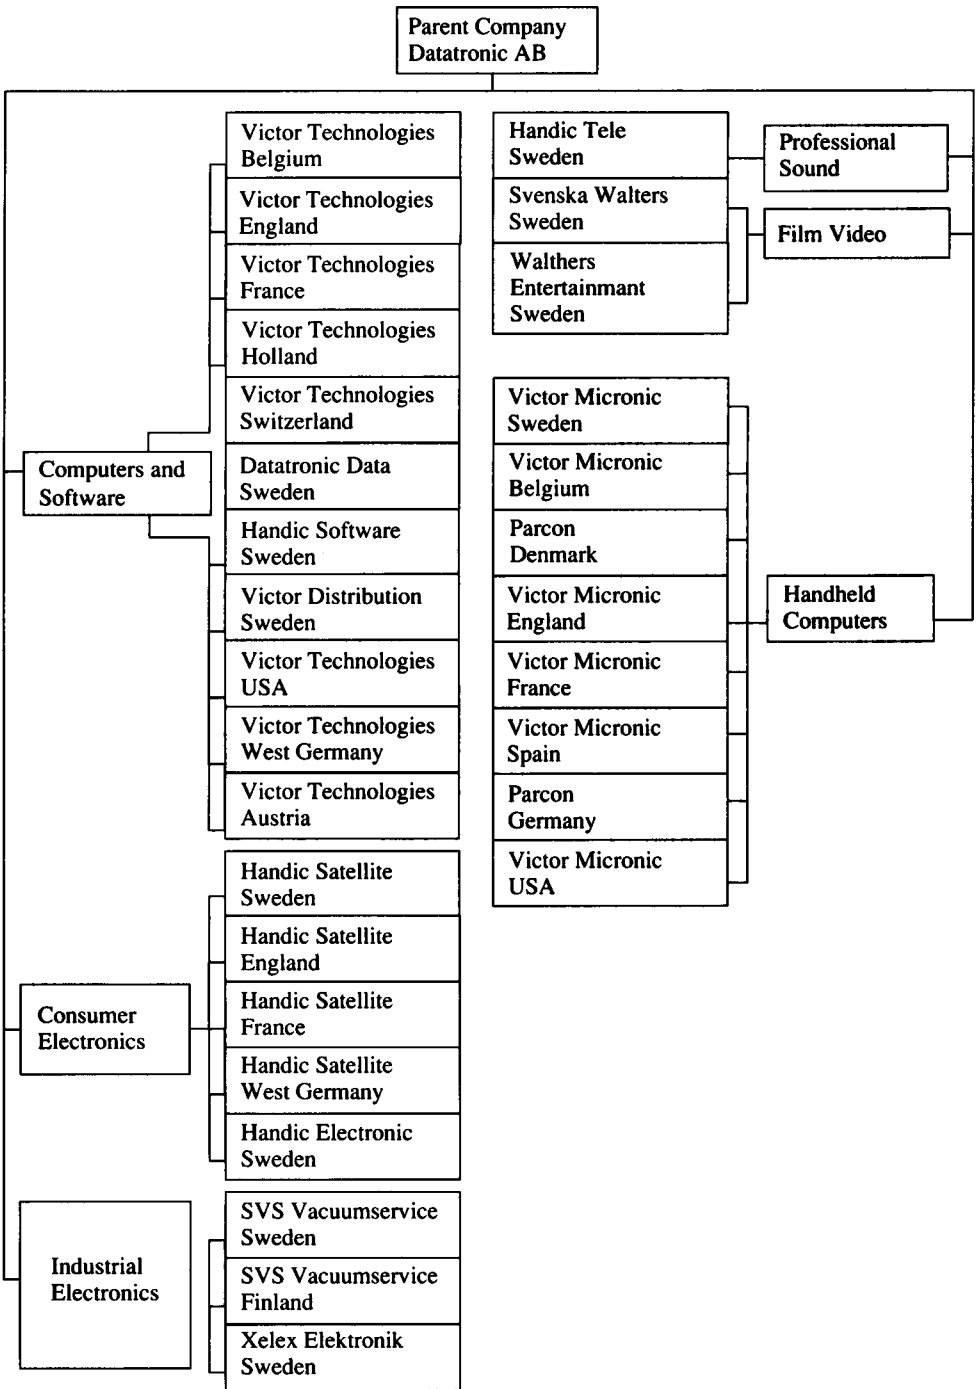 Parent Company
Datatronic AB
Victor Technologies
Belgium
Victor Technologies
England
Victor Technologies
France
Victor Technologies
Holland
Victor Technologies
Switzerland
Computers and
Software
Datatronic Data
Sweden
Handic Software
Sweden
Victor Distribution
Sweden
Victor Technologies
USA
Victor Technologies
West Germany
Victor Technologies
Austria
Handic Satellite
Sweden
Handic Satellite
England
Consumer
Electronics
Handic Satellite
France
Handic Satellite
West Germany
Handic Electronic
Sweden
Industrial
Electronics
SVS Vacuumservice
Sweden
SVS Vacuumservice
Finland
Xelex Elektronik
Sweden
Handic Tele
Sweden
Professional
Sound
Svenska Walters
Sweden
Film Video
Walthers
Entertainmant
Sweden
Victor Micronic
Sweden
Victor Micronic
Belgium
Parcon
Denmark
Victor Micronic
England
Handheld
Computers
Victor Micronic
France
Victor Micronic
Spain
Parcon
Germany
Victor Micronic
USA